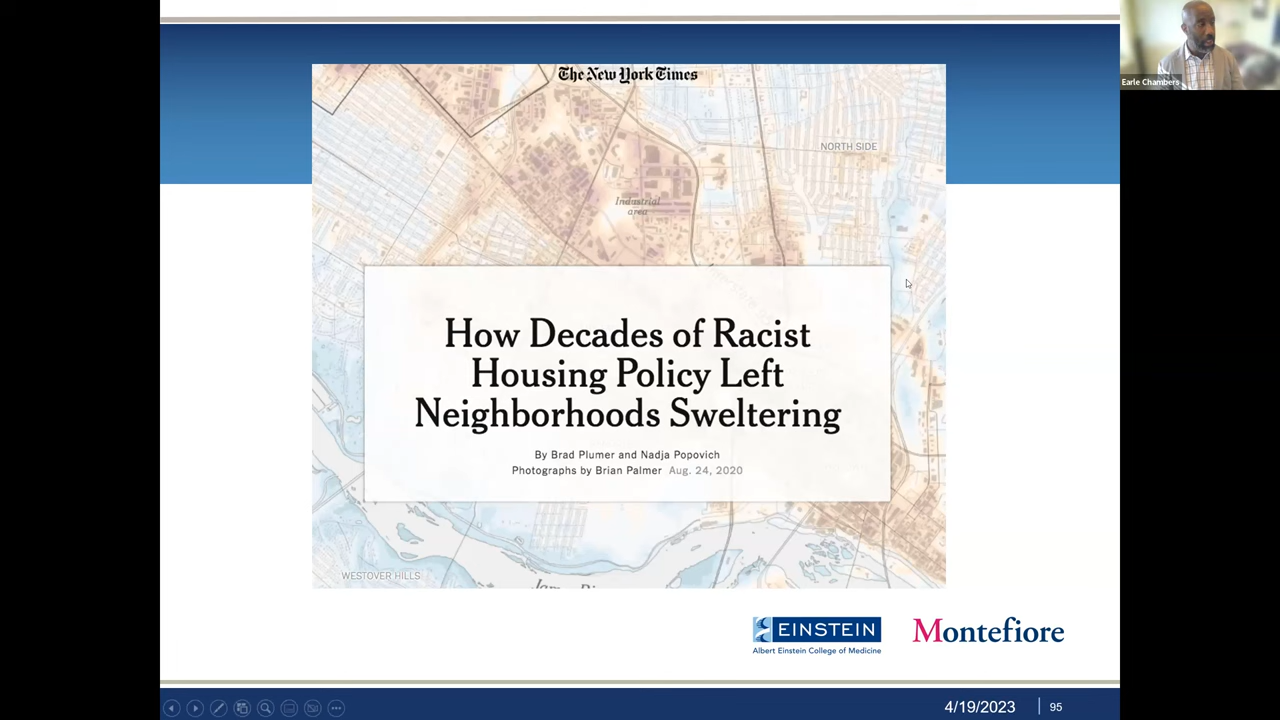 The New York Times
NORTH SIDE
Industrial
area
How Decades of Racist
Housing Policy Left
Neighborhoods Sweltering
By Brad Plumer and Nadja Popovich
Photographs by Brian Palmer Aug. 24, 2020
WESTOVER HILLS
EINSTEIN
Albert Einstein College of Medicine
Montefiore
4/19/2023
95
Earle Chambers